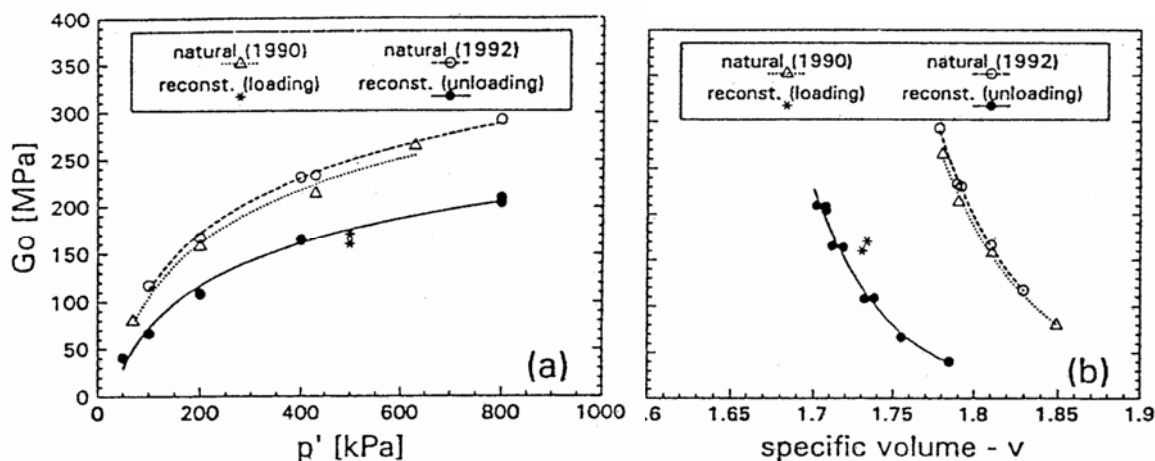 400
350
300
250
200
150
100
50
0
Go [MPa]
natural (1990)
natural (1992)
reconst. (loading)
reconst. (unloading)
(a)
0
200
400
600
800
1000
p' [kPa]
natural (1990)
natural (1992)
reconst. (loading)
reconst. (unloading)
(b)
.6
1.65
1.7
1.75
1.8
1.85
1.9
specific volume - v